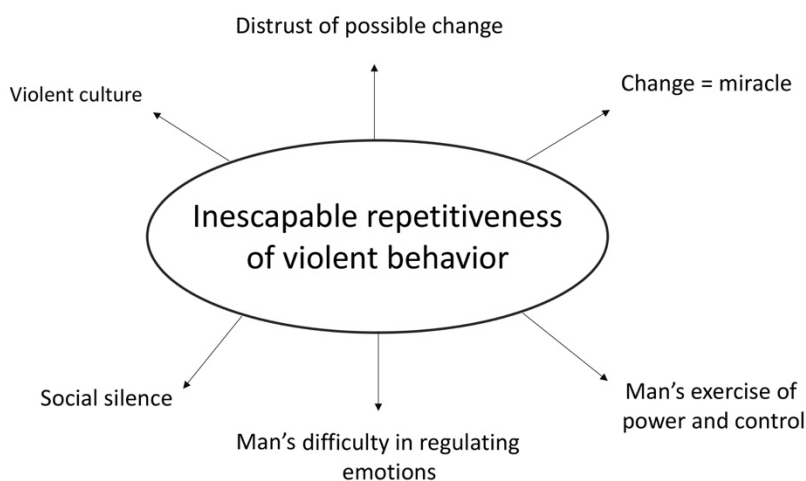 Distrust of possible change
Violent culture
Change = miracle
Inescapable repetitiveness
of violent behavior
Social silence
Man's difficulty in regulating
emotions
Man's exercise of
power and control